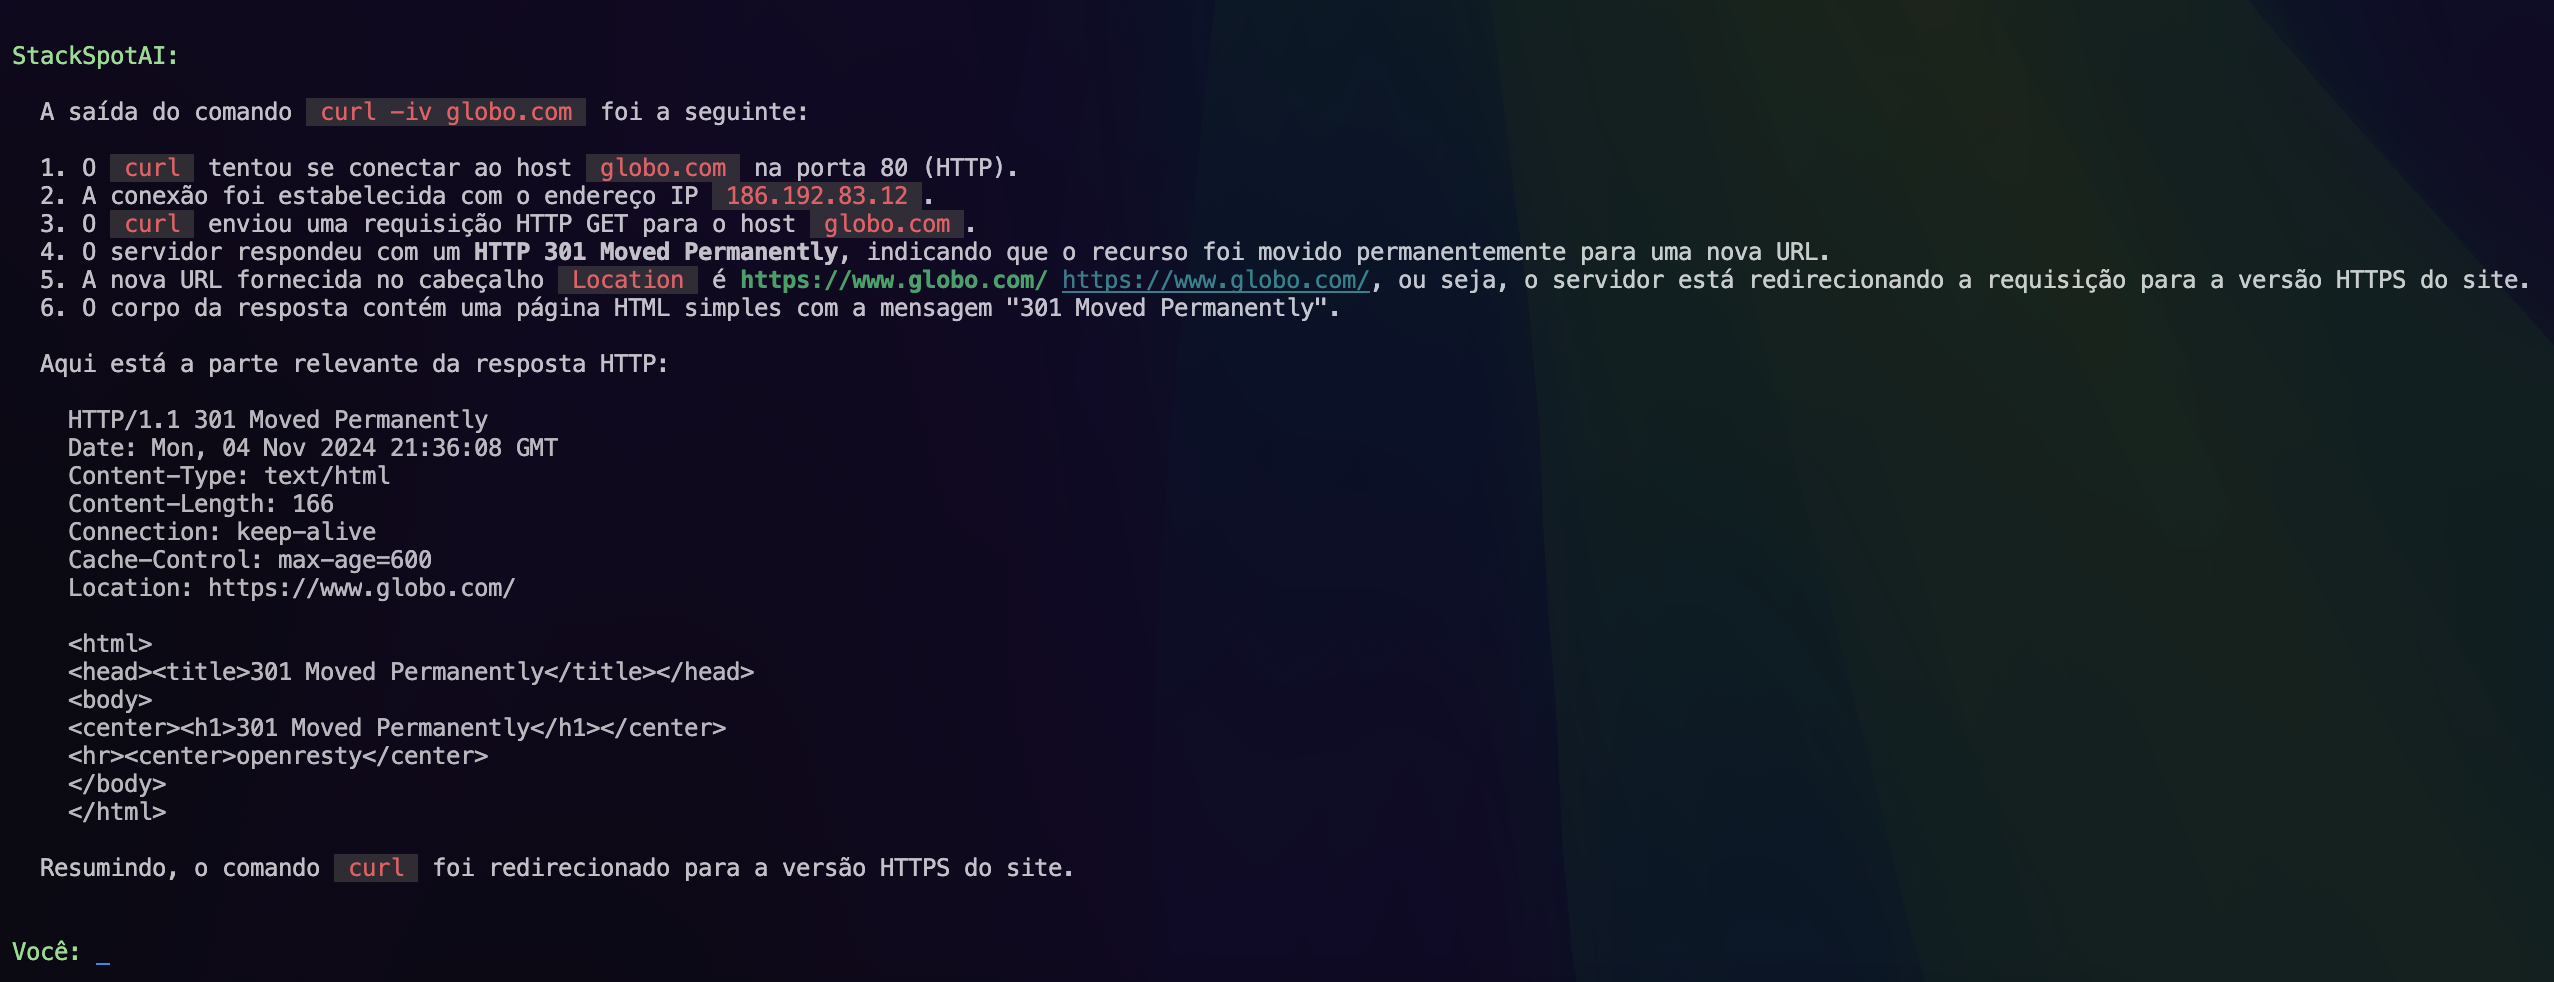 StackSpotAI:
A saída do comando curl -iv globo.com foi a seguinte:
1. O curl tentou se conectar ao host globo.com na porta 80 (HTTP).
2. A conexão foi estabelecida com o endereço IP 186.192.83.12 .
3. O curl enviou uma requisição HTTP GET para o host globo.com .
4. O servidor respondeu com um HTTP 301 Moved Permanently, indicando que o recurso foi movido permanentemente para uma nova URL.
5. A nova URL fornecida no cabeçalho Location é https://www.globo.com/ https://www.globo.com/, ou seja, o servidor está redirecionando a requisição para a versão HTTPS do site.
6. O corpo da resposta contém uma página HTML simples com a mensagem "301 Moved Permanently".
Aqui está a parte relevante da resposta HTTP:
HTTP/1.1 301 Moved Permanently
Date: Mon, 04 Nov 2024 21:36:08 GMT
Content-Type: text/html
Content-Length: 166
Connection: keep-alive
Cache-Control: max-age=600
Location: https://www.globo.com/
<html>
<head><title>301 Moved Permanently</title></head>
<body>
<center><h1>301 Moved Permanently</h1></center>
<hr><center>openresty</center>
</body>
</html>
Resumindo, o comando curl foi redirecionado para a versão HTTPS do site.
Você: _